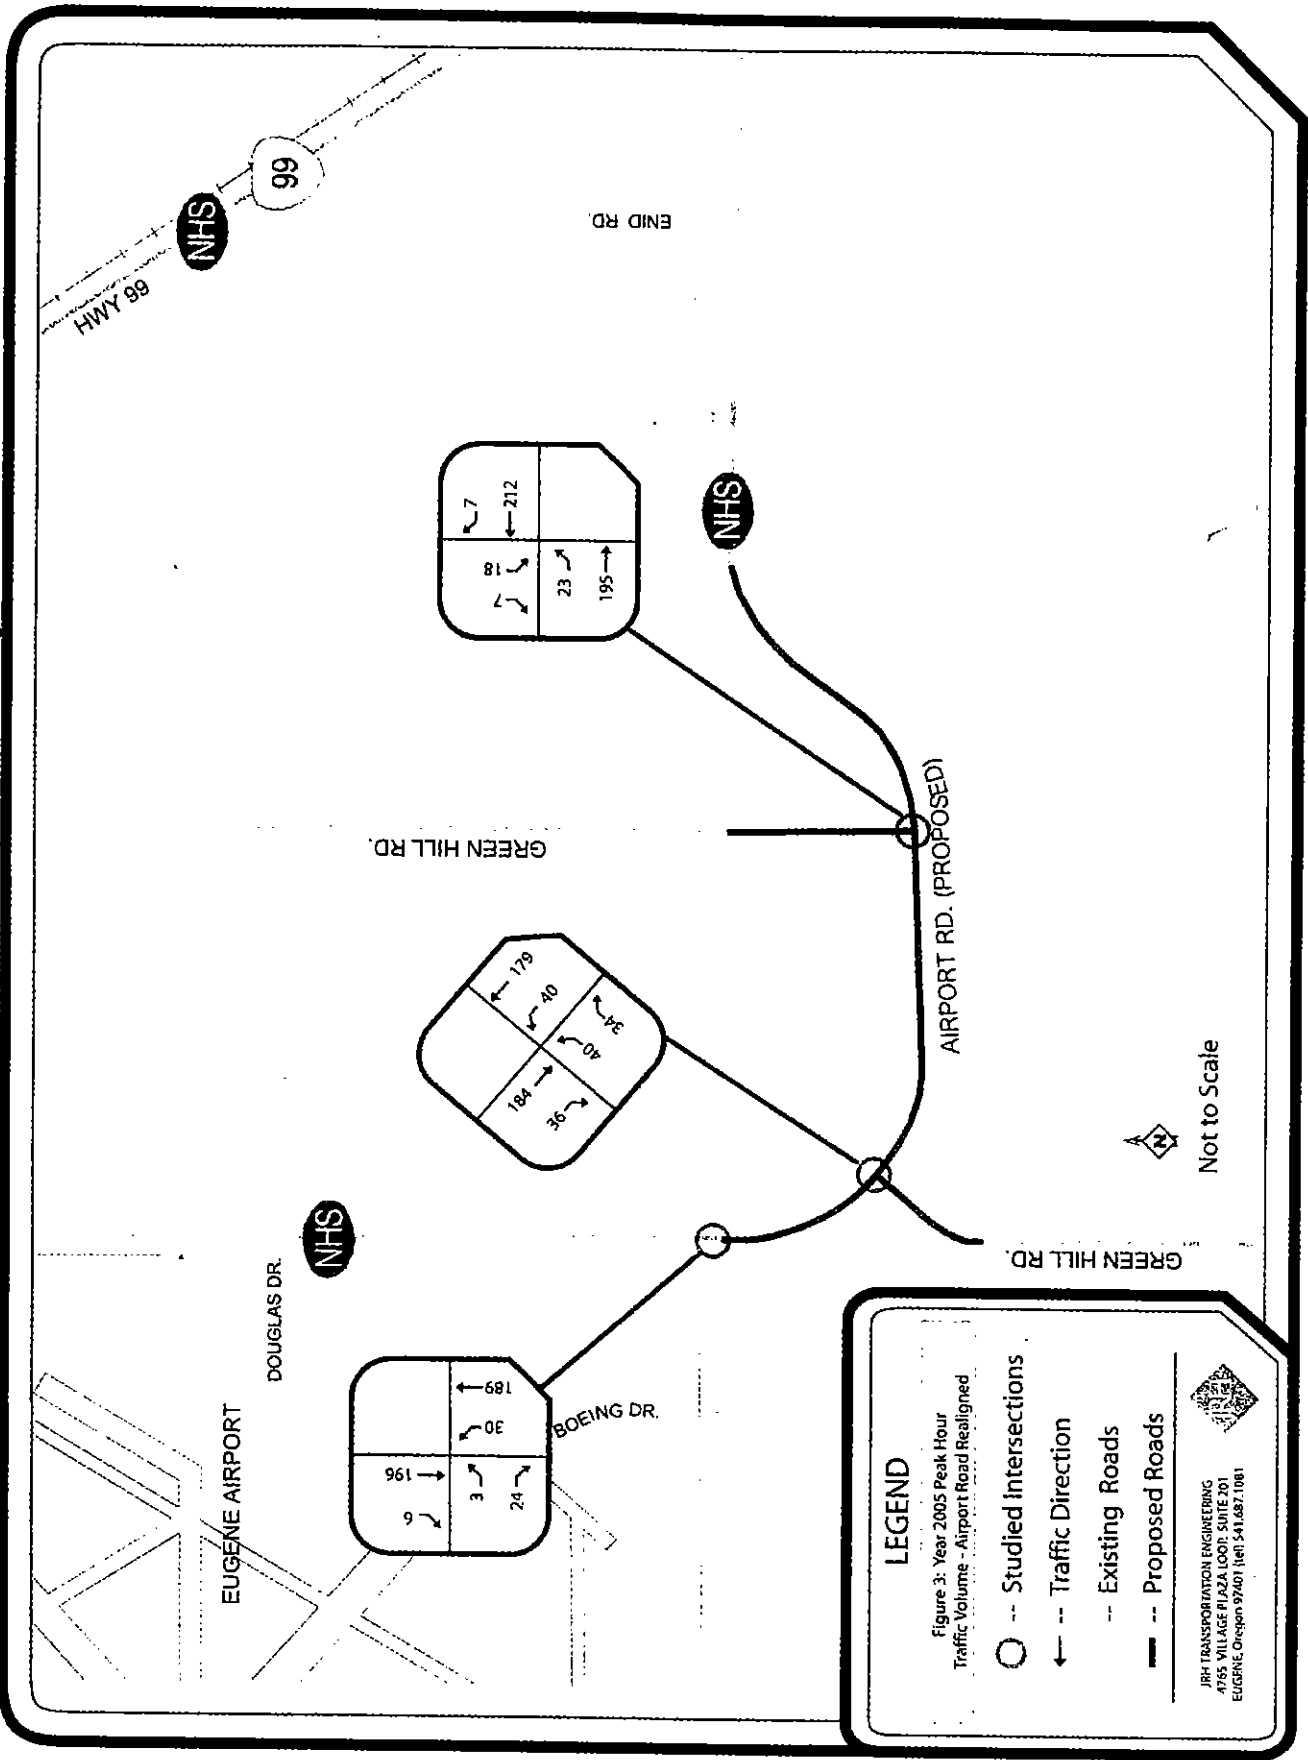 HWY 99
NHS
99
ENID RD.
7
212
18
7
23
195
NHS
GREEN HILL RD.
AIRPORT RD. (PROPOSED)
179
40
184
36
40
34
DOUGLAS DR.
NHS
EUGENE AIRPORT
196
6
3
24
30
189
BOEING DR.
GREEN HILL RD.
N
Not to Scale
LEGEND
Figure 3: Year 2005 Peak Hour
Traffic Volume - Airport Road Realigned
-- Studied Intersections
-- Traffic Direction
-- Existing Roads
-- Proposed Roads
JRH TRANSPORTATION ENGINEERING
4765 VILLAGE PLAZA LOOP, SUITE 201
EUGENE, Oregon 97401 (tel) 541.687.1081